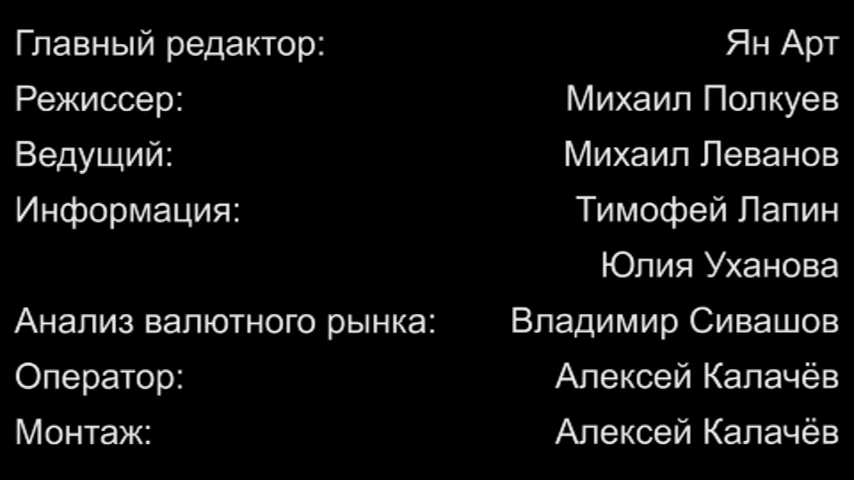 Главный редактор: Ян Арт
Режиссер: Михаил Полкуев
Ведущий: Михаил Леванов
Информация: Тимофей Лапин
Юлия Уханова
Анализ валютного рынка: Владимир Сивашов
Оператор: Алексей Калачёв
Монтаж: Алексей Калачёв